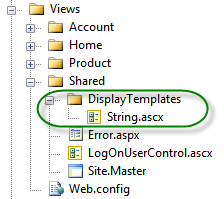 Views
Account
Home
Product
Shared
DisplayTemplates
String.ascx
Error.aspx
LogOnUserControl.ascx
Site.Master
Web.config